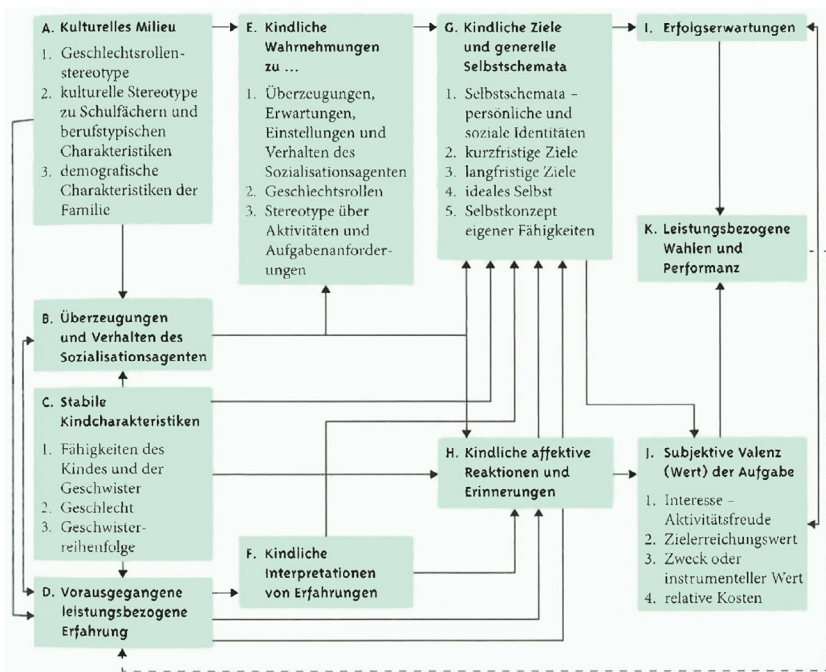 A. Kulturelles Milieu
1. Geschlechtsrollen-
stereotype
2. kulturelle Stereotype
zu Schulfächern und
berufstypischen
Charakteristiken
3. demografische
Charakteristiken der
Familie
B. Überzeugungen
und Verhalten des
Sozialisationsagenten
C. Stabile
Kindcharakteristiken
1. Fähigkeiten des
Kindes und der
Geschwister
2. Geschlecht
3. Geschwister-
reihenfolge
D. Vorausgegangene
leistungsbezogene
Erfahrung
E. Kindliche
Wahrnehmungen
zu ...
1. Überzeugungen,
Erwartungen,
Einstellungen und
Verhalten des
Sozialisationsagenten
2. Geschlechtsrollen
3. Stereotype über
Aktivitäten und
Aufgabenanforder-
ungen
F. Kindliche
Interpretationen
von Erfahrungen
G. Kindliche Ziele
und generelle
Selbstschemata
1. Selbstschemata –
persönliche und
soziale Identitäten
2. kurzfristige Ziele
3. langfristige Ziele
4. ideales Selbst
5. Selbstkonzept
eigener Fähigkeiten
H. Kindliche affektive
Reaktionen und
Erinnerungen
I. Erfolgserwartungen
K. Leistungsbezogene
Wahlen und
Performanz
J. Subjektive Valenz
(Wert) der Aufgabe
1. Interesse –
Aktivitätsfreude
2. Zielerreichungswert
3. Zweck oder
instrumenteller Wert
4. relative Kosten